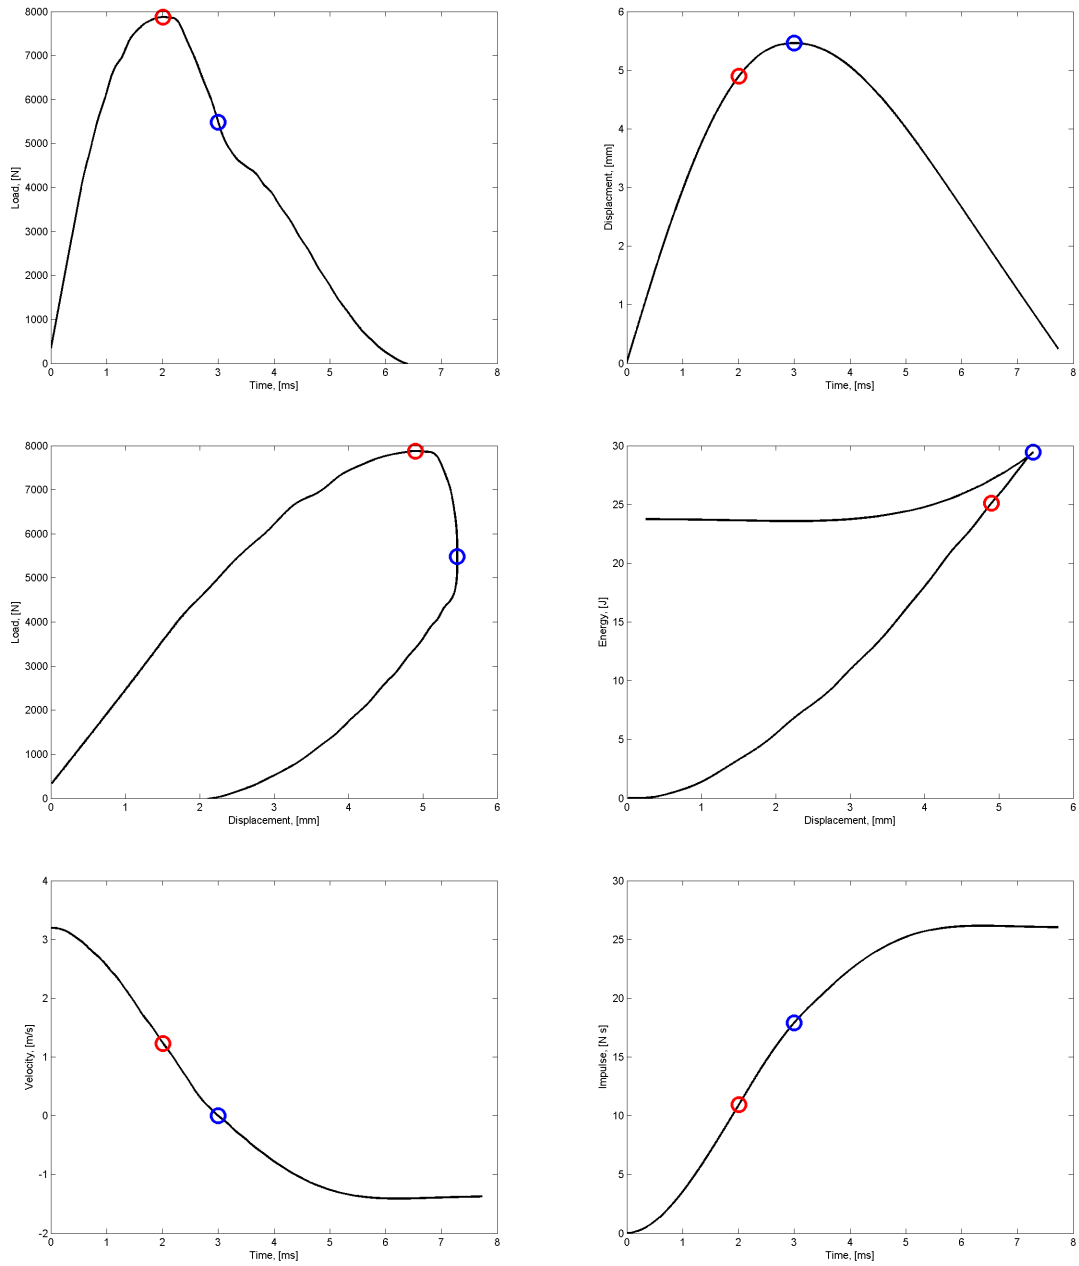 8000
7000
6000
5000
4000
3000
2000
1000
0
Load, [N]
0 1 2 3 4 5 6 7 8
Time, [ms]
6
5
4
3
2
1
0
Displacment, [mm]
0 1 2 3 4 5 6 7 8
Time, [ms]
8000
7000
6000
5000
4000
3000
2000
1000
0
Load, [N]
0 1 2 3 4 5 6
Displacement, [mm]
30
25
20
15
10
5
0
Energy, [J]
0 1 2 3 4 5 6
Displacement, [mm]
4
3
2
1
0
-1
-2
Velocity, [m/s]
0 1 2 3 4 5 6 7 8
Time, [ms]
30
25
20
15
10
5
0
Impulse, [N s]
0 1 2 3 4 5 6 7 8
Time, [ms]